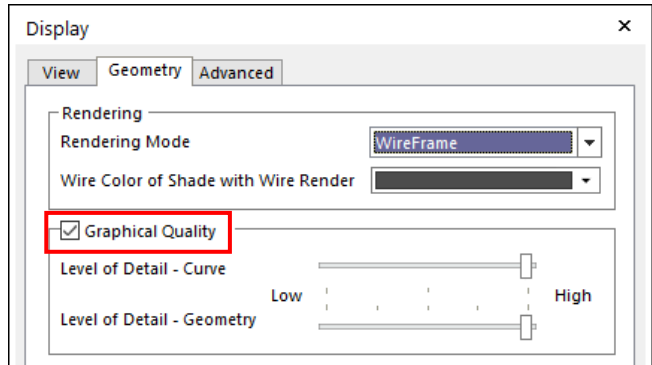 Display
View Geometry Advanced
Rendering
Rendering Mode WireFrame
Wire Color of Shade with Wire Render
Graphical Quality
Level of Detail - Curve
Low High
Level of Detail - Geometry